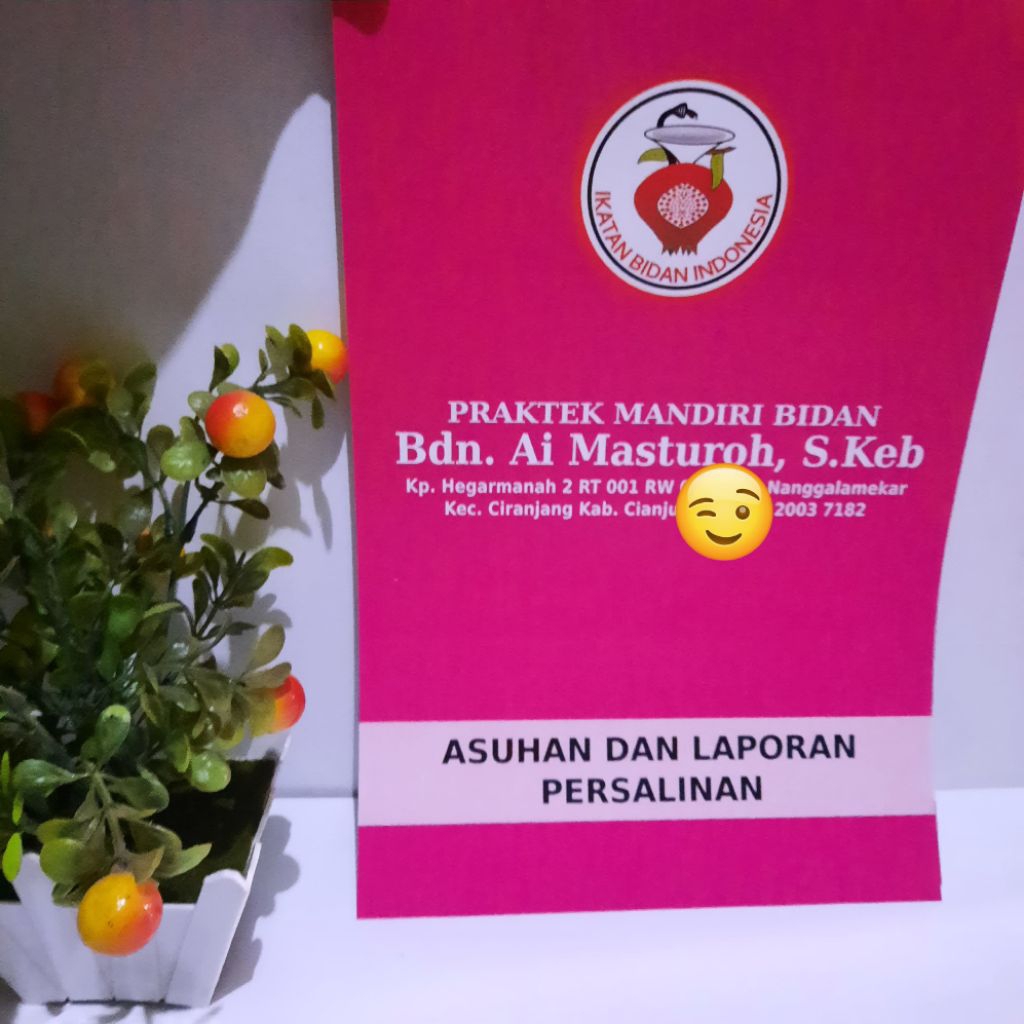 IKATAN BIDAN INDONESIA
PRAKTEK MANDIRI BIDAN
Bdn. Ai Masturoh, S.Keb
Kp. Hegarmanah 2 RT 001 RW Nanggalamekar
Kec. Ciranjang Kab. 2003 7182
ASUHAN DAN LAPORAN
PERSALINAN